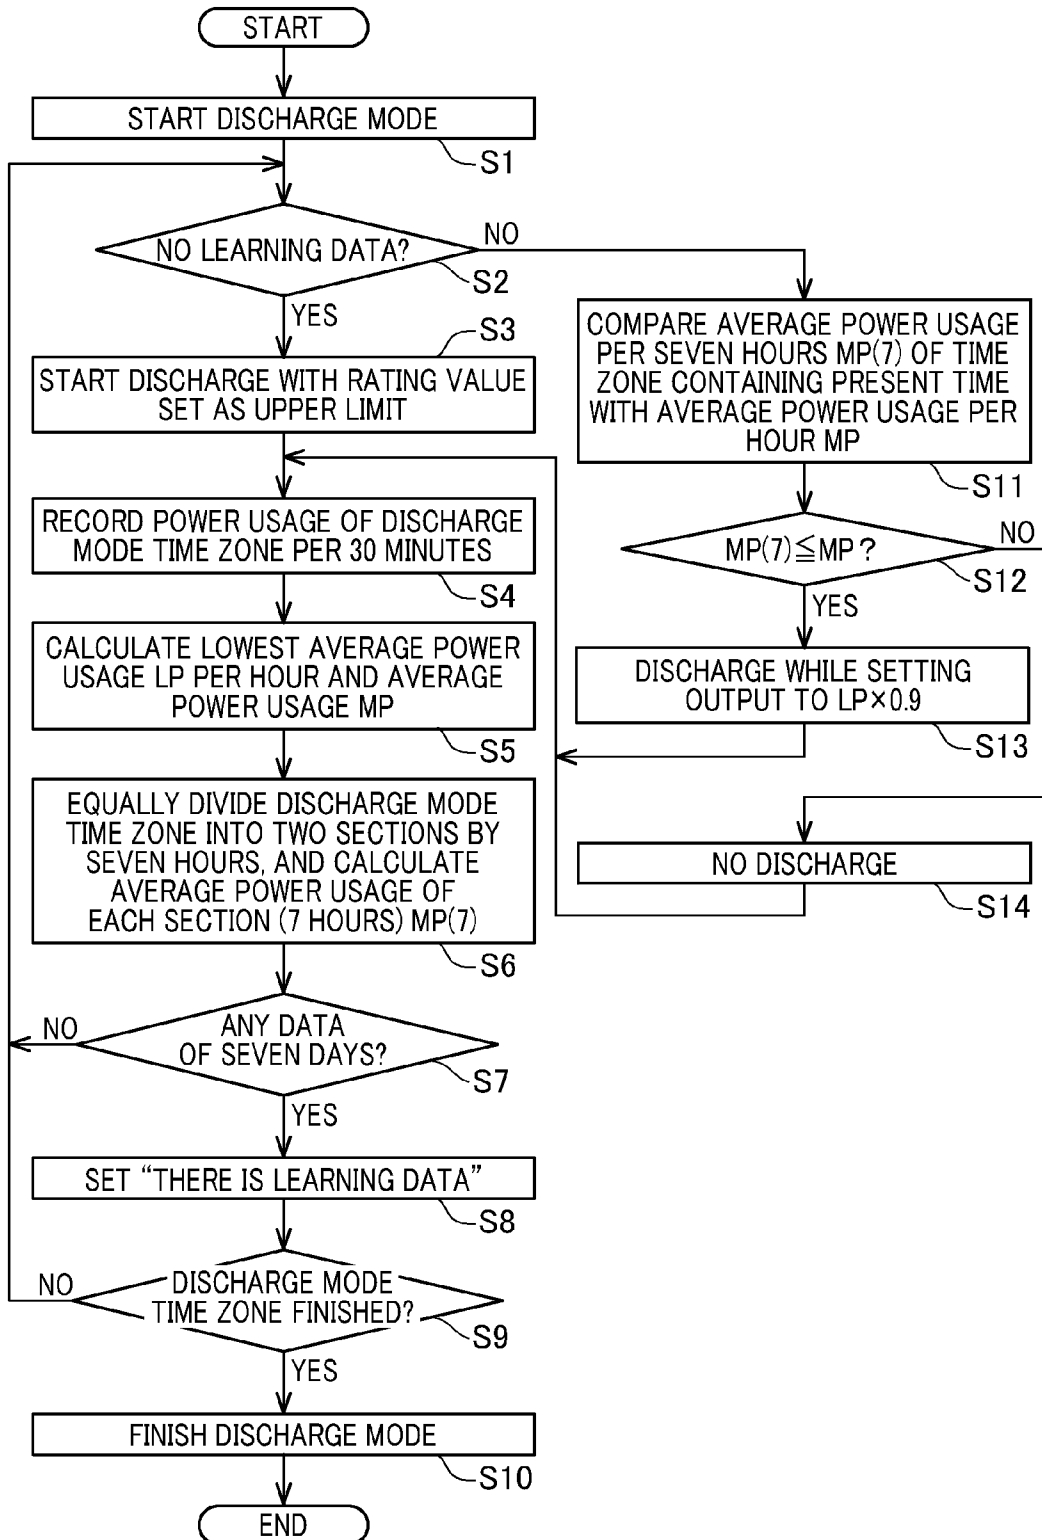 START
START DISCHARGE MODE
S1
NO LEARNING DATA?
S2
NO
YES
S3
START DISCHARGE WITH RATING VALUE
SET AS UPPER LIMIT
RECORD POWER USAGE OF DISCHARGE
MODE TIME ZONE PER 30 MINUTES
S4
CALCULATE LOWEST AVERAGE POWER
USAGE LP PER HOUR AND AVERAGE
POWER USAGE MP
S5
EQUALLY DIVIDE DISCHARGE MODE
TIME ZONE INTO TWO SECTIONS BY
SEVEN HOURS, AND CALCULATE
AVERAGE POWER USAGE OF
EACH SECTION (7 HOURS) MP(7)
S6
ANY DATA
OF SEVEN DAYS?
S7
NO
YES
SET “THERE IS LEARNING DATA”
S8
DISCHARGE MODE
TIME ZONE FINISHED?
S9
NO
YES
FINISH DISCHARGE MODE
S10
END
COMPARE AVERAGE POWER USAGE
PER SEVEN HOURS MP(7) OF TIME
ZONE CONTAINING PRESENT TIME
WITH AVERAGE POWER USAGE PER
HOUR MP
S11
MP(7)≦MP?
S12
NO
YES
DISCHARGE WHILE SETTING
OUTPUT TO LP×0.9
S13
NO DISCHARGE
S14